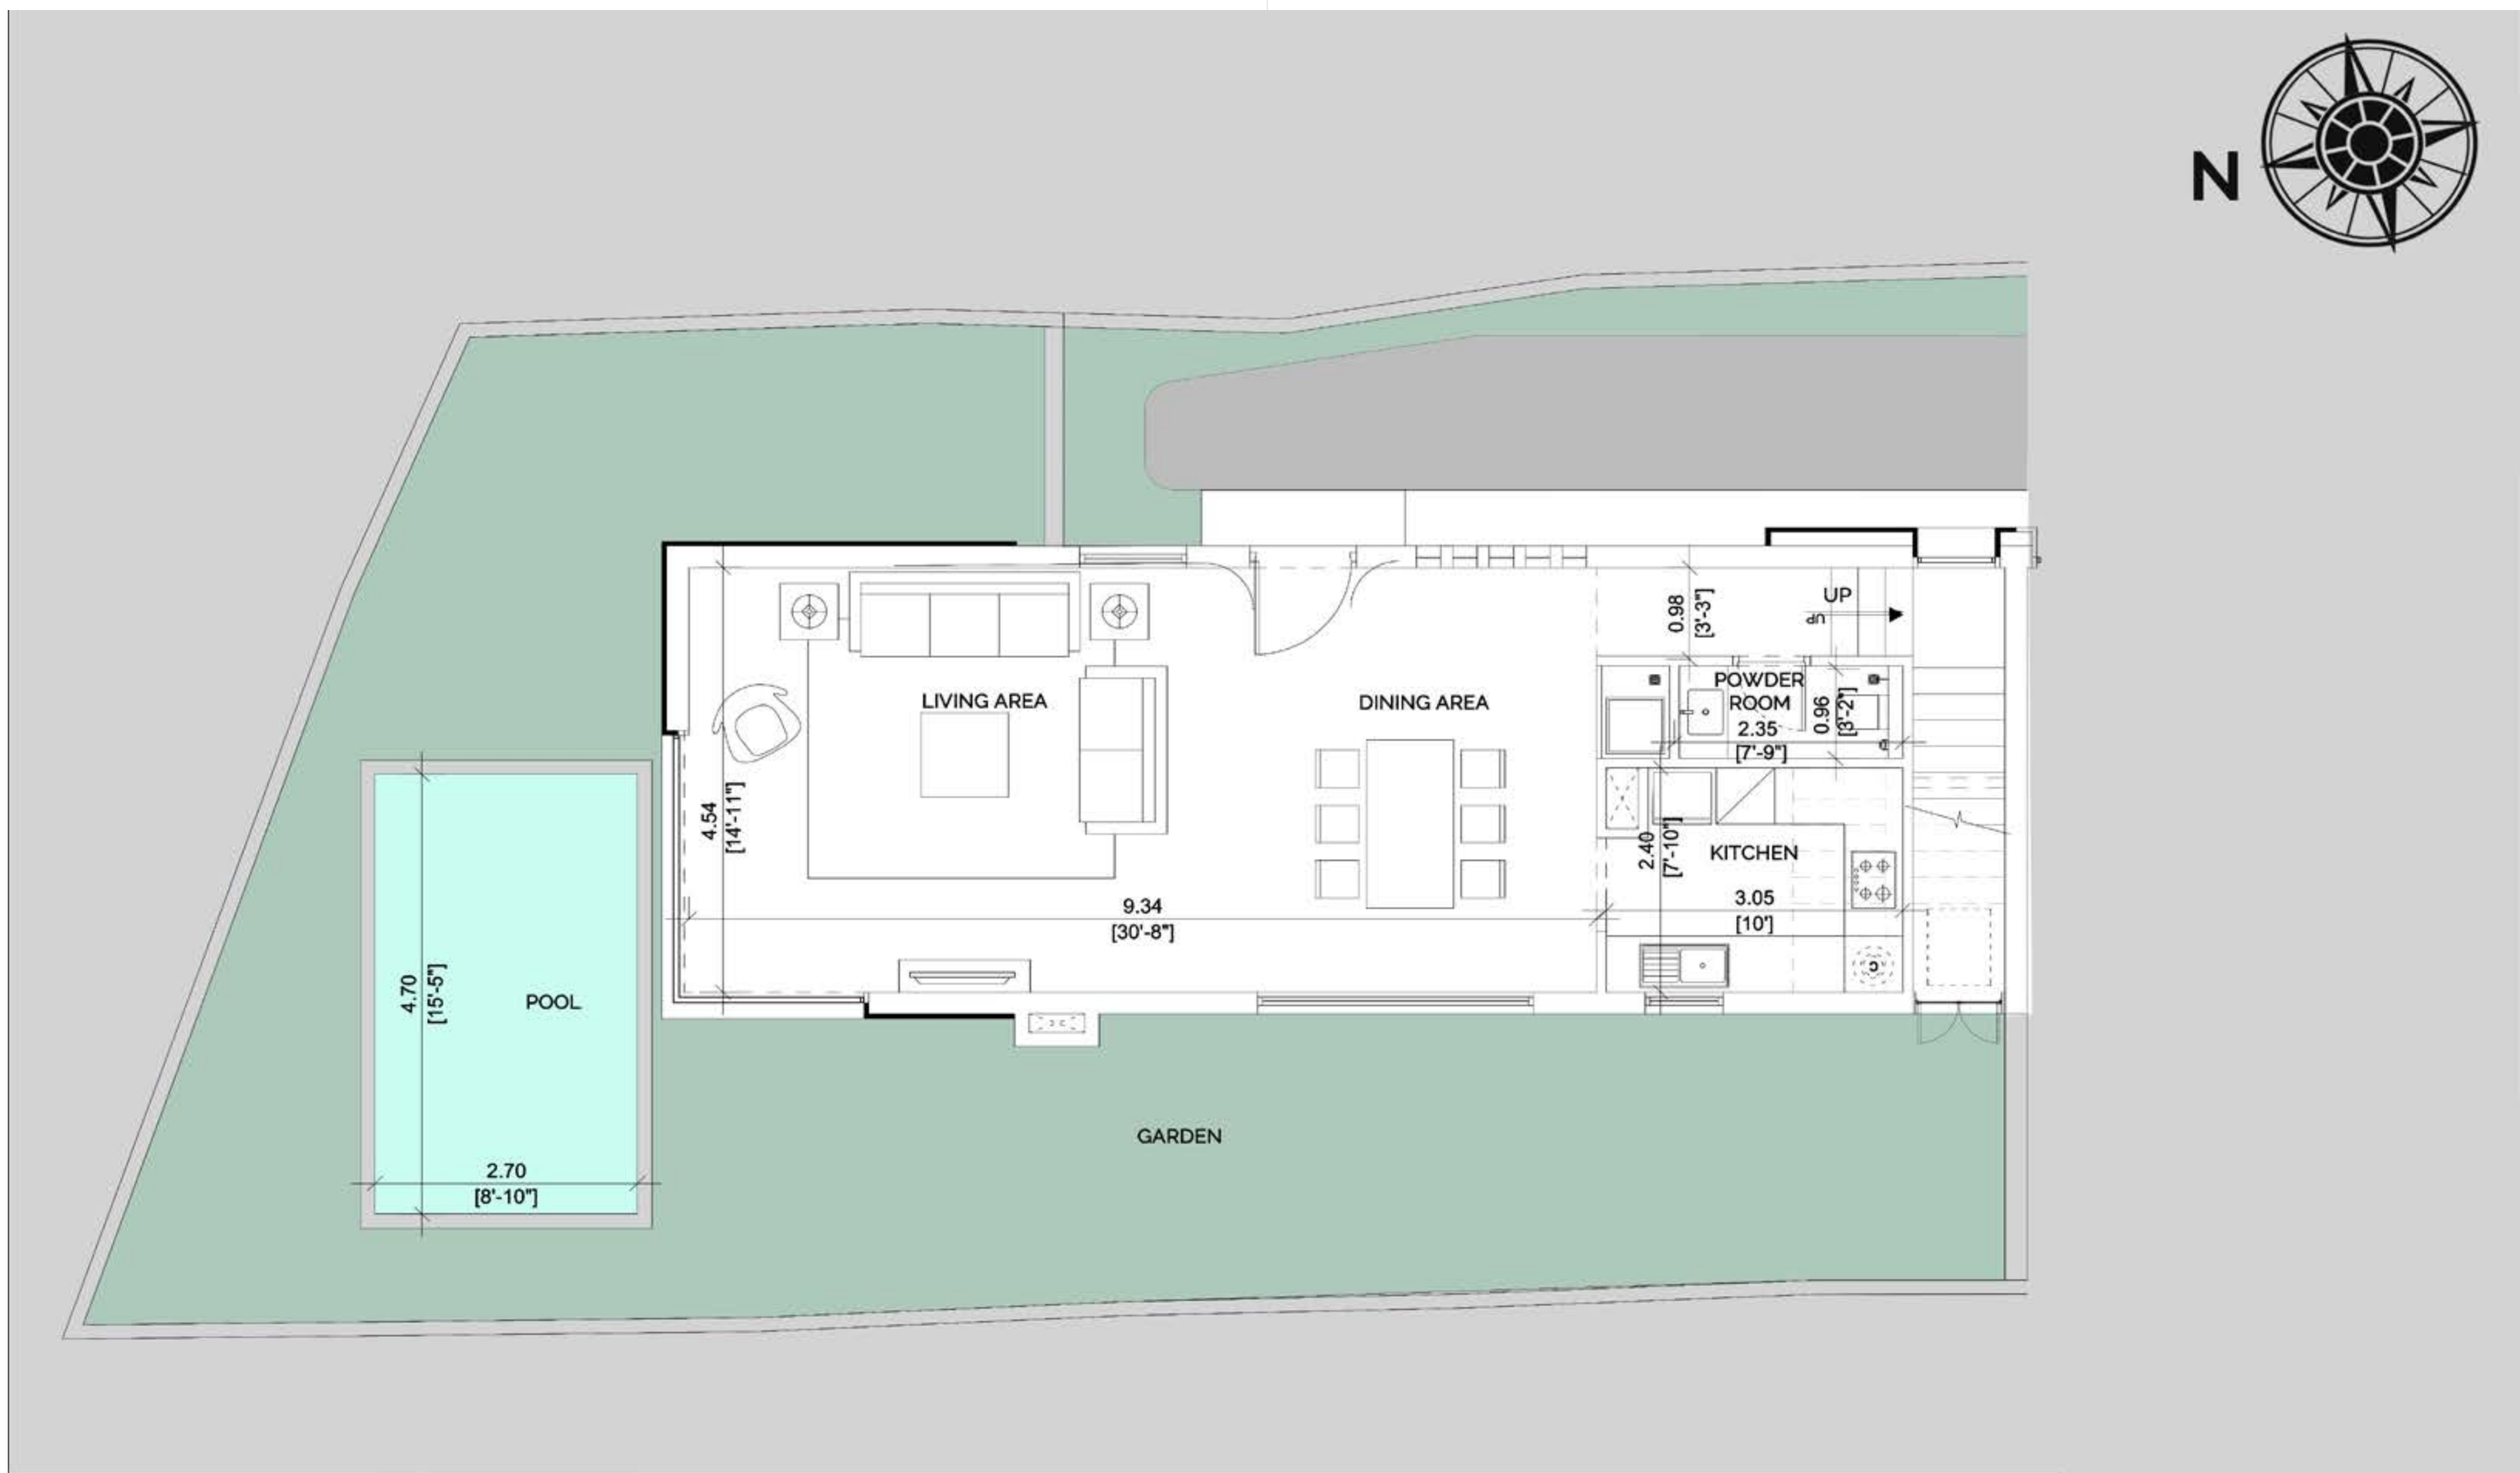 N
UP
UP
0.98
[3'-3"]
LIVING AREA
DINING AREA
POWDER
ROOM
2.35
[7'-9"]
0.96
[3'-2"]
4.54
[14'-11"]
2.40
[7'-10"]
KITCHEN
3.05
[10']
9.34
[30'-8"]
4.70
[15'-5"]
POOL
2.70
[8'-10"]
GARDEN